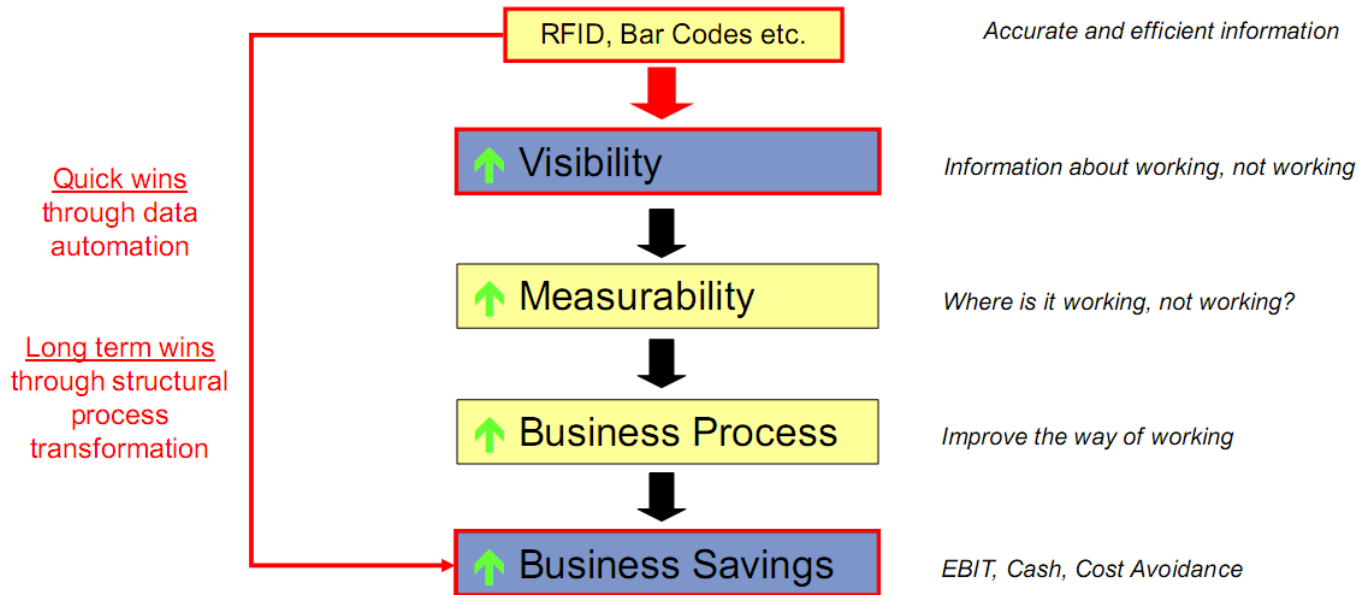 RFID, Bar Codes etc.
Accurate and efficient information
Visibility
Information about working, not working
Quick wins
through data
automation
Measurability
Where is it working, not working?
Long term wins
through structural
process
transformation
Business Process
Improve the way of working
Business Savings
EBIT, Cash, Cost Avoidance